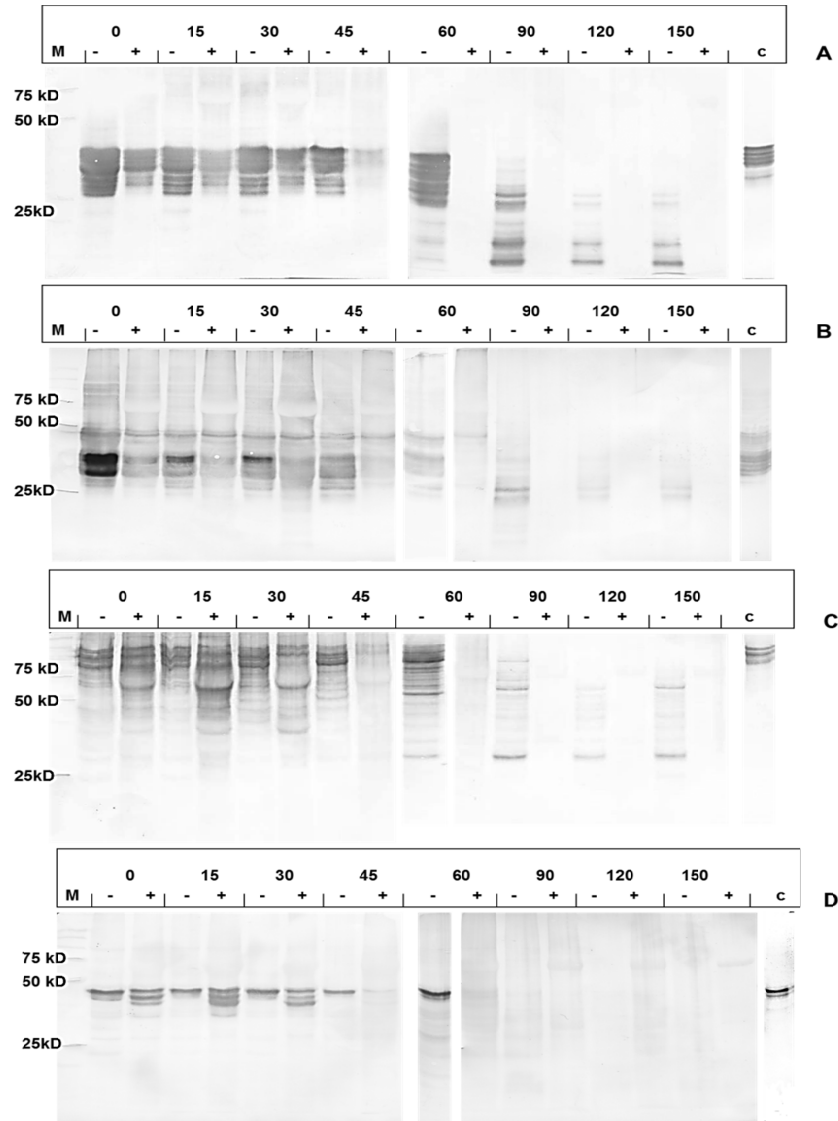 0 15 30 45 60 90 120 150
M - + - + - + - + - + - + - + - + c A
75 kD
50 kD
25kD
0 15 30 45 60 90 120 150
M - + - + - + - + - + - + - + - + c B
75 kD
50 kD
25kD
0 15 30 45 60 90 120 150
M - + - + - + - + - + - + - + - + c C
75 kD
50 kD
25kD
0 15 30 45 60 90 120 150
M - + - + - + - + - + - + - + - + c D
75 kD
50 kD
25kD